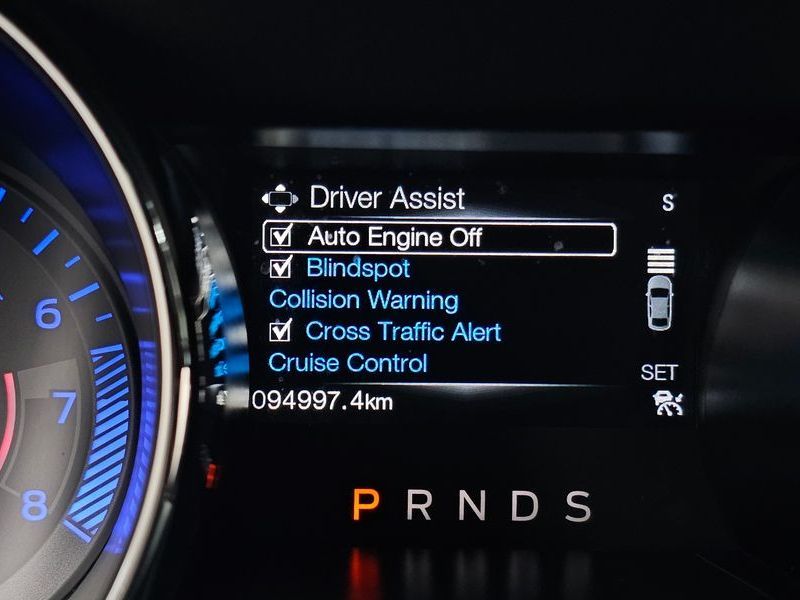 Driver Assist
S
Auto Engine Off
Blindspot
Collision Warning
Cross Traffic Alert
Cruise Control
SET
094997.4km
P R N D S
6
7
8